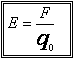 E = F / q₀